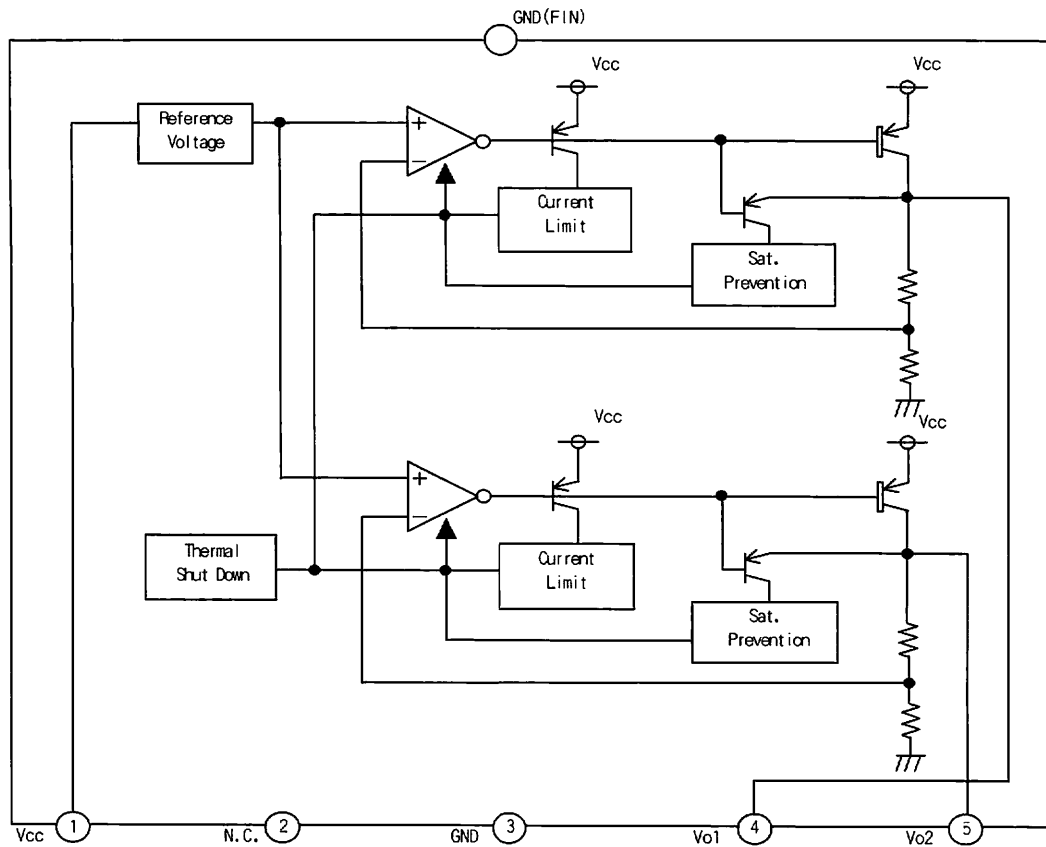 GND(FIN)
Vcc
Vcc
Reference
Voltage
+
−
Current
Limit
Sat.
Prevention
Vcc
Vcc
+
−
Thermal
Shut Down
Current
Limit
Sat.
Prevention
Vcc
1
N.C.
2
GND
3
Vo1
4
Vo2
5